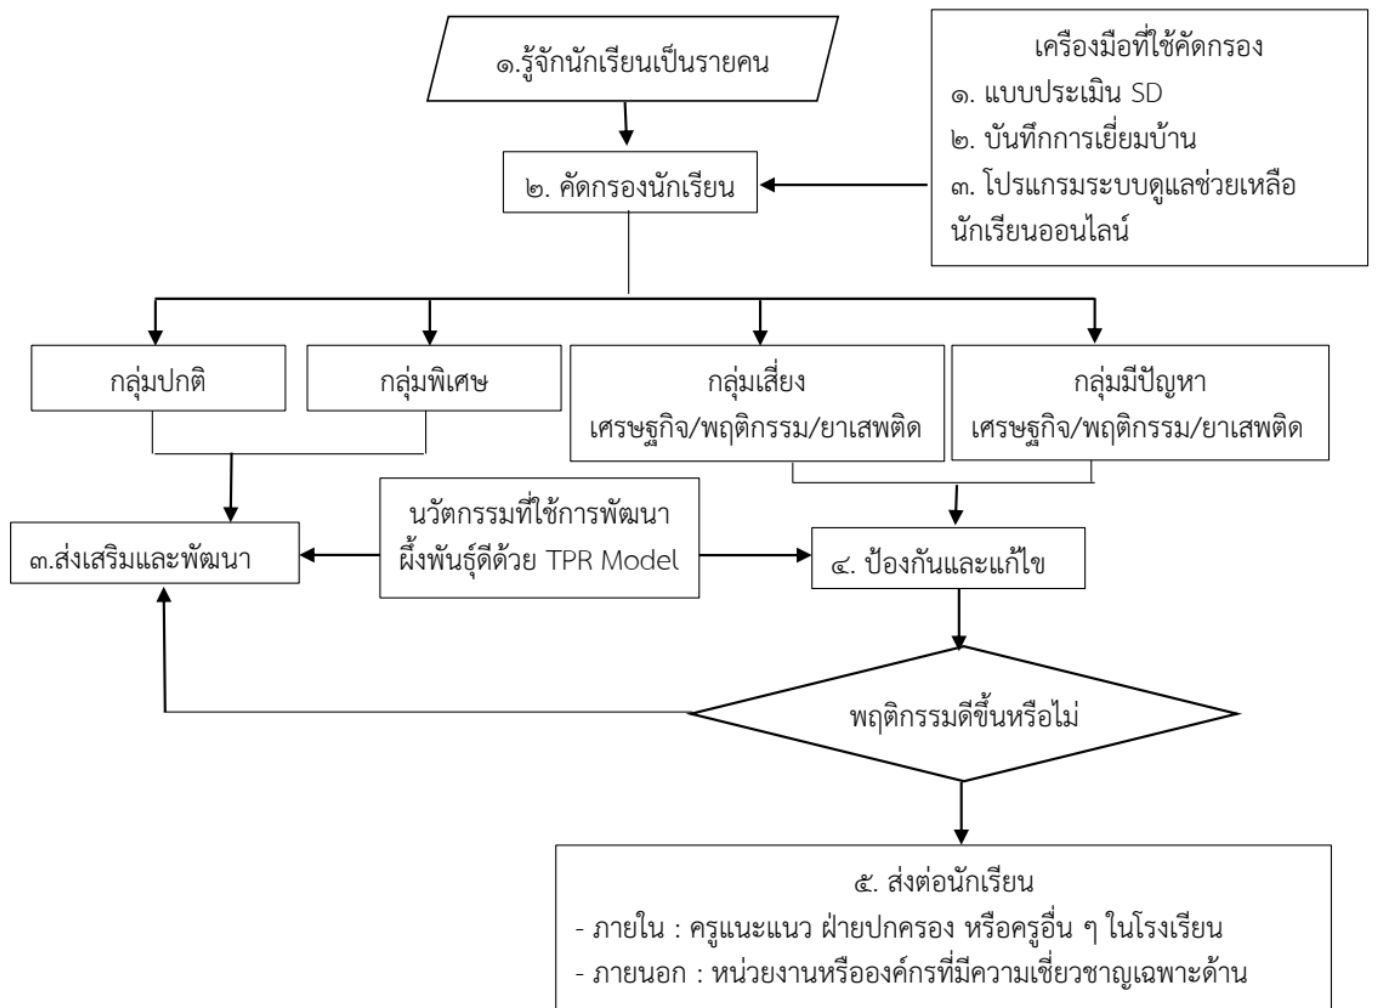 ๑.รู้จักนักเรียนเป็นรายคน
เครื่องมือที่ใช้คัดกรอง
๑. แบบประเมิน SD
๒. บันทึกการเยี่ยมบ้าน
๓. โปรแกรมระบบดูแลช่วยเหลือ
นักเรียนออนไลน์
๒. คัดกรองนักเรียน
กลุ่มปกติ
กลุ่มพิเศษ
กลุ่มเสี่ยง
เศรษฐกิจ/พฤติกรรม/ยาเสพติด
กลุ่มมีปัญหา
เศรษฐกิจ/พฤติกรรม/ยาเสพติด
๓.ส่งเสริมและพัฒนา
นวัตกรรมที่ใช้การพัฒนา
ผึ้งพันธุ์ดีด้วย TPR Model
๔. ป้องกันและแก้ไข
พฤติกรรมดีขึ้นหรือไม่
๕. ส่งต่อนักเรียน
- ภายใน : ครูแนะแนว ฝ่ายปกครอง หรือครูอื่น ๆ ในโรงเรียน
- ภายนอก : หน่วยงานหรือองค์กรที่มีความเชี่ยวชาญเฉพาะด้าน